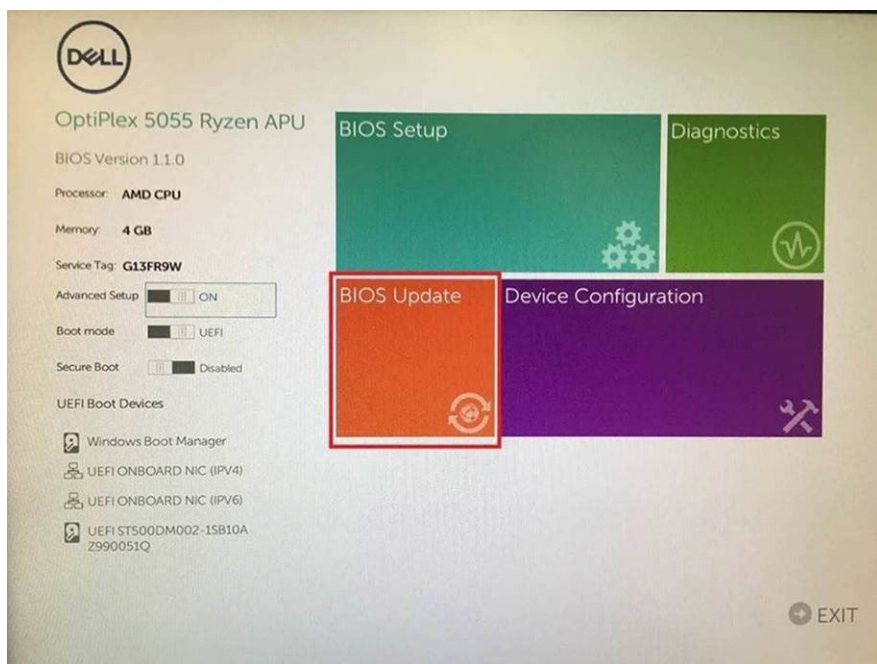 DELL
OptiPlex 5055 Ryzen APU
BIOS Version 1.1.0
Processor: AMD CPU
Memory: 4 GB
Service Tag: G13FR9W
Advanced Setup ON
Boot mode UEFI
Secure Boot Disabled
UEFI Boot Devices
Windows Boot Manager
UEFI ONBOARD NIC (IPV4)
UEFI ONBOARD NIC (IPV6)
UEFI ST500DM002-1SB10A
Z990051Q
BIOS Setup
Diagnostics
BIOS Update
Device Configuration
EXIT